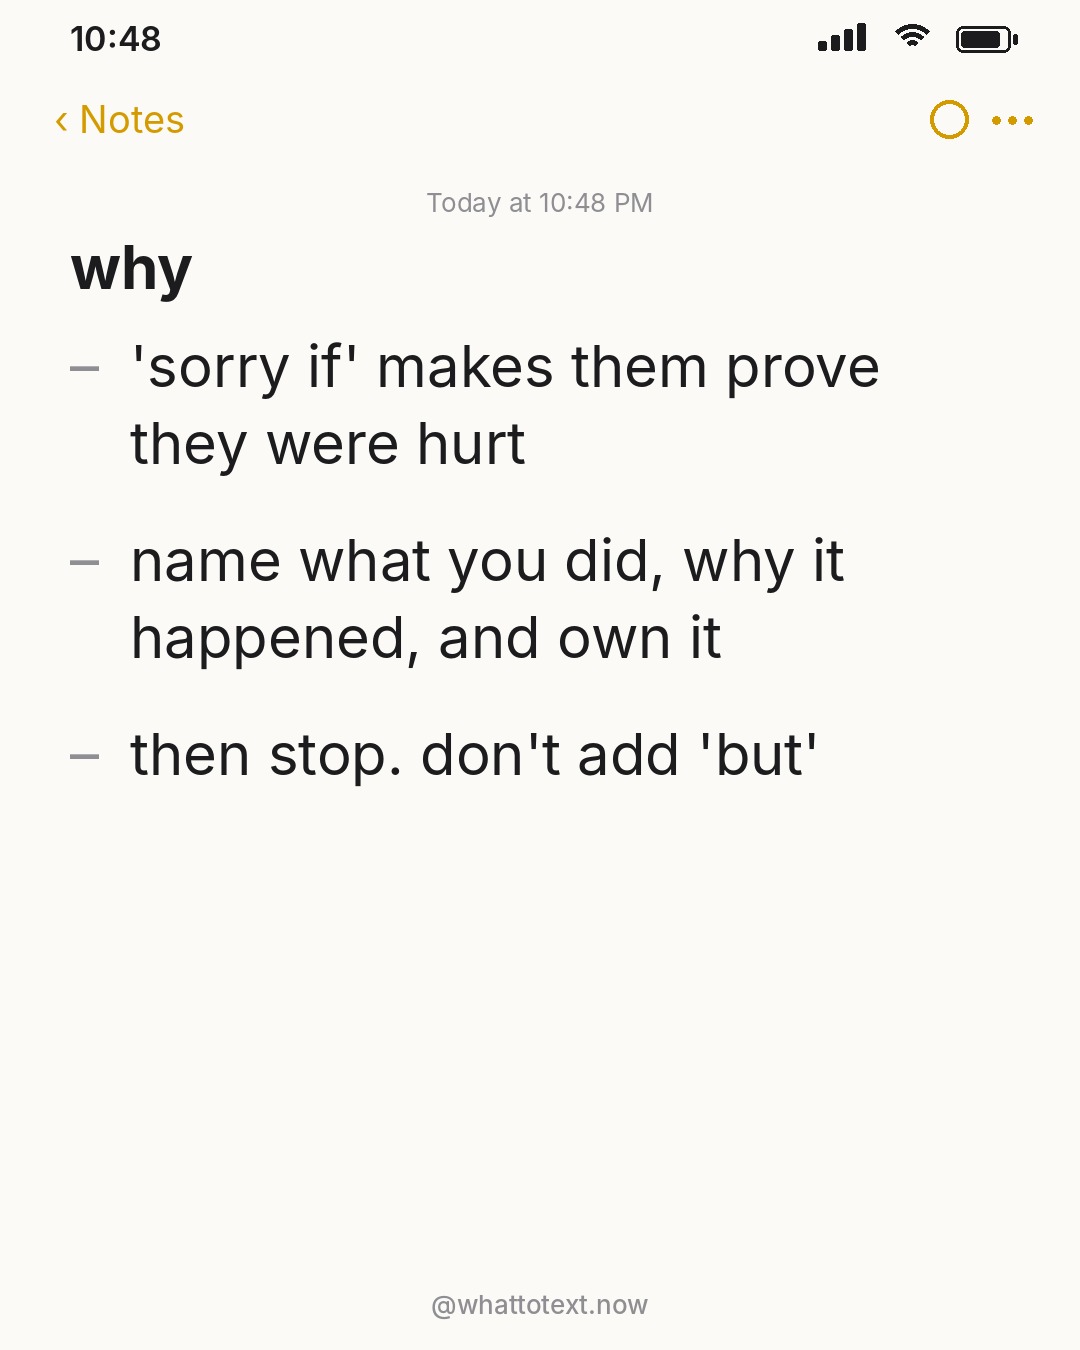 10:48
‹ Notes
Today at 10:48 PM
why
– 'sorry if' makes them prove
they were hurt
– name what you did, why it
happened, and own it
– then stop. don't add 'but'
@whattotext.now